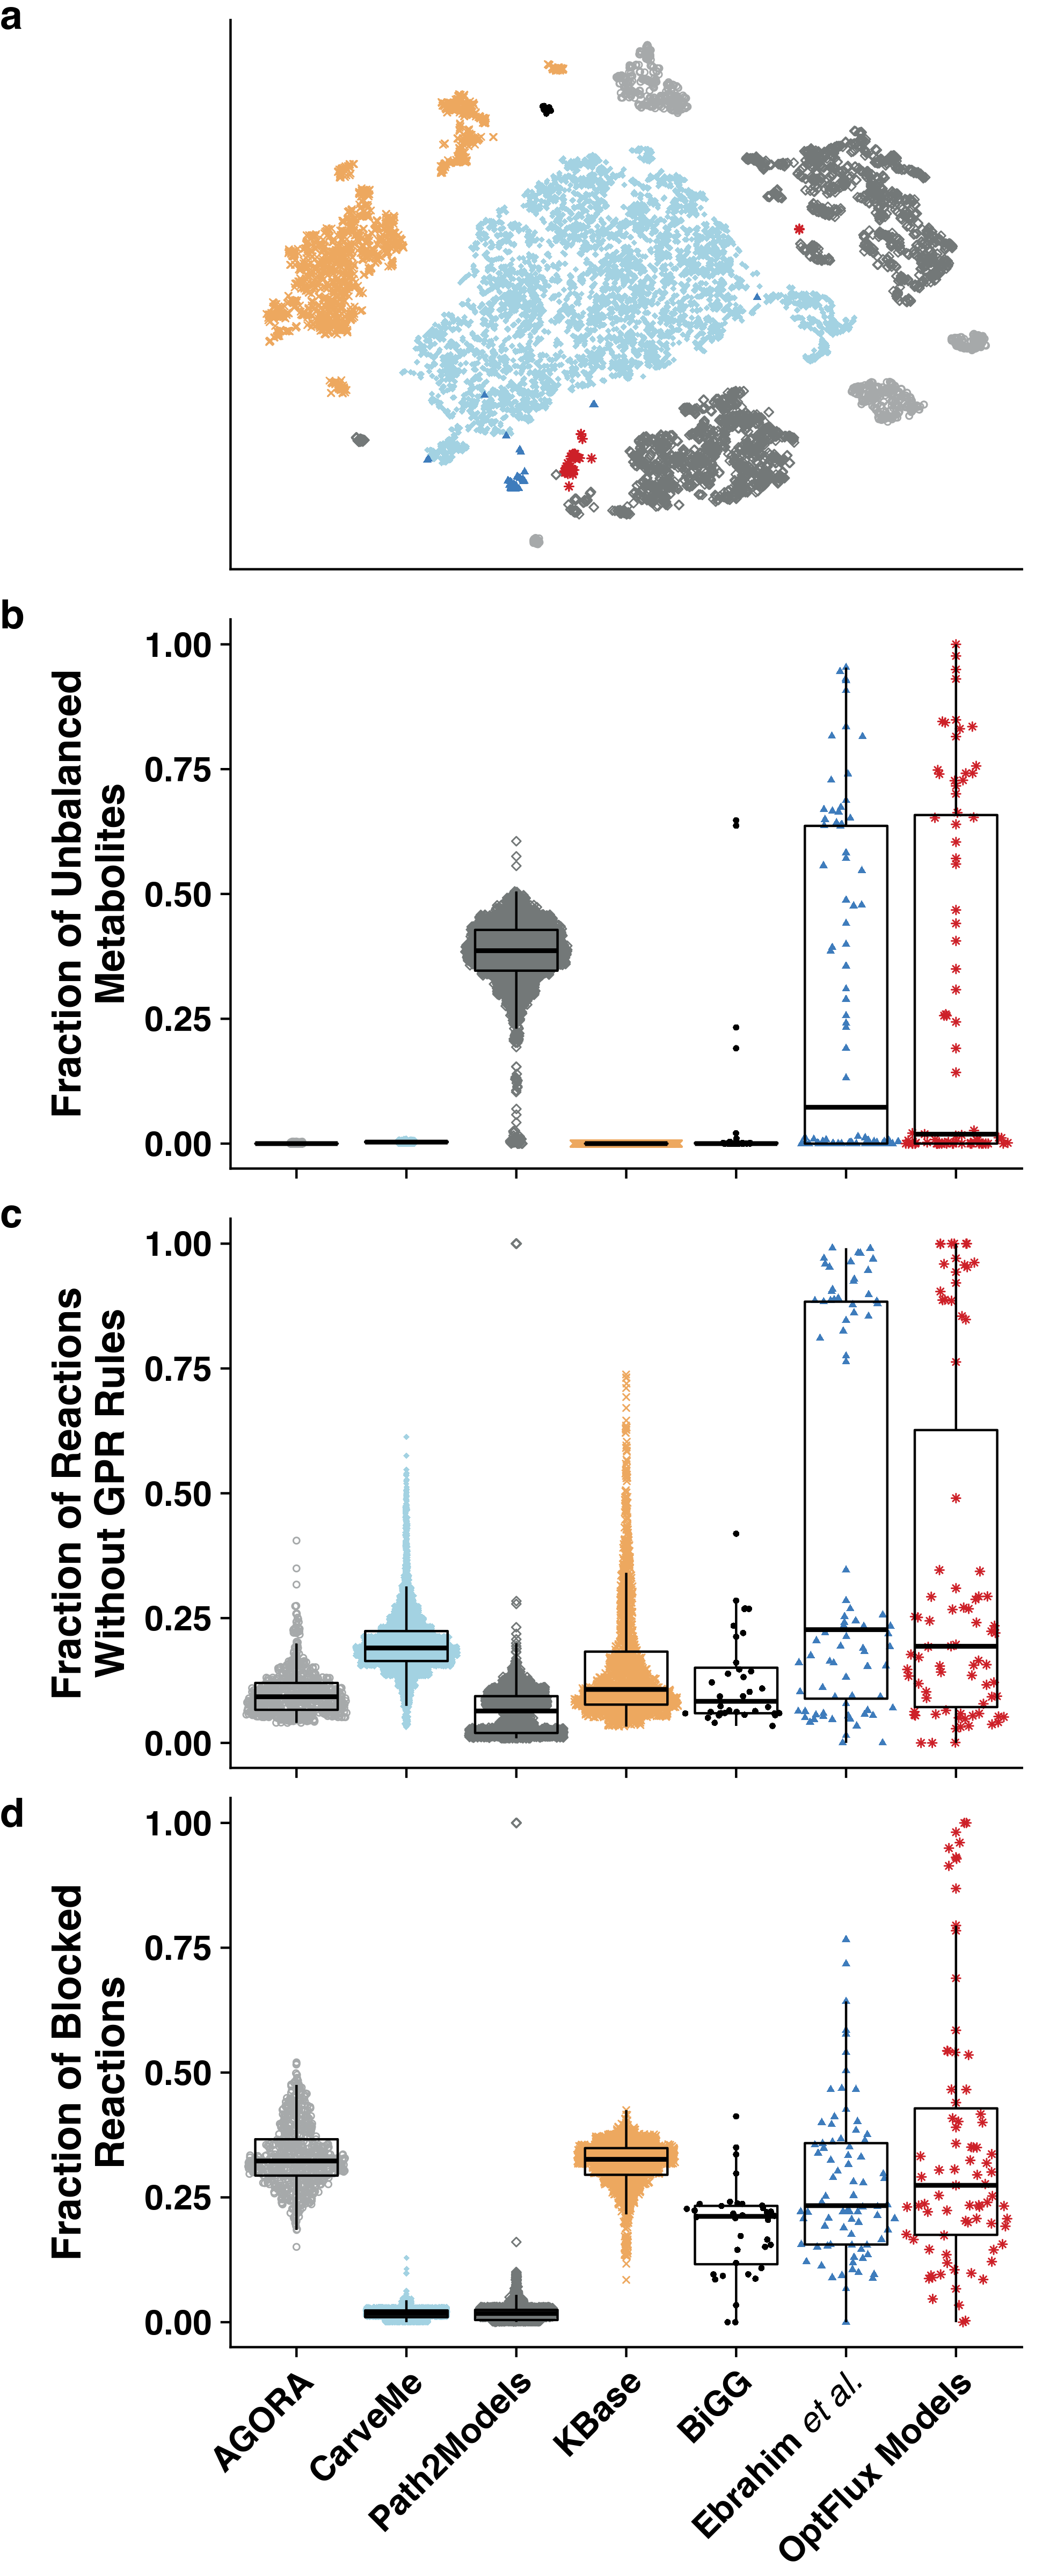 a
b
1.00
0.75
0.50
0.25
0.00
Fraction of Unbalanced
Metabolites
c
1.00
0.75
0.50
0.25
0.00
Fraction of Reactions
Without GPR Rules
d
1.00
0.75
0.50
0.25
0.00
Fraction of Blocked
Reactions
AGORA
CarveMe
Path2Models
KBase
BiGG
Ebrahim et al.
OptFlux Models